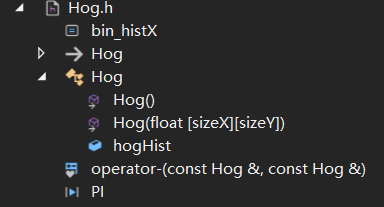 Hog.h
bin_histX
Hog
Hog
Hog()
Hog(float [sizeX][sizeY])
hogHist
operator-(const Hog &, const Hog &)
PI